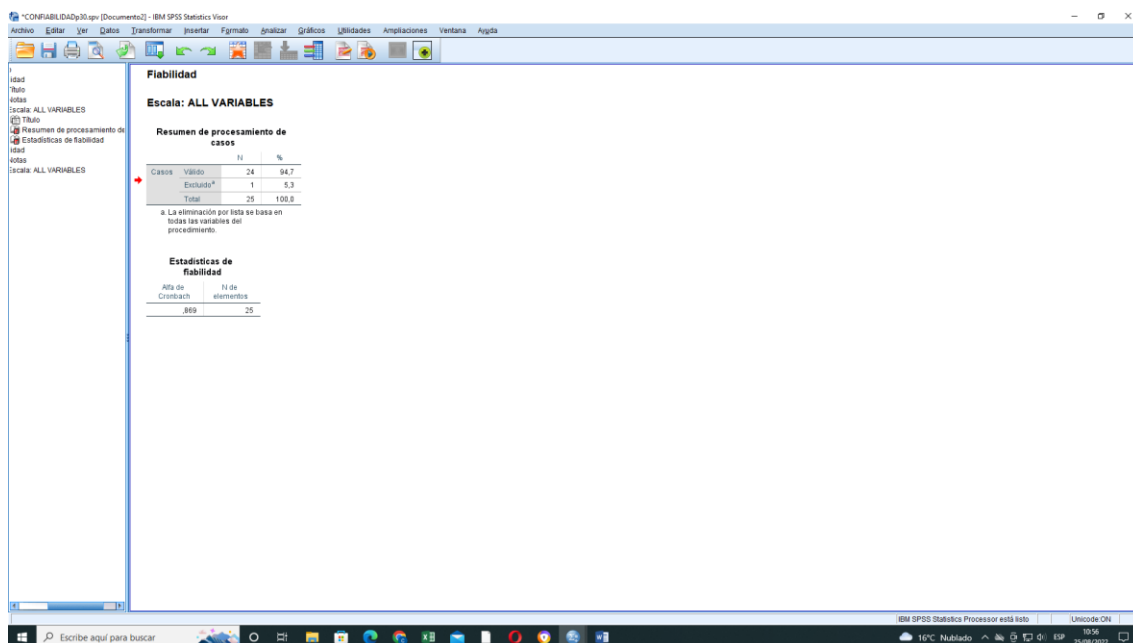 *CONFIABILIDADp30.spv [Documento2] - IBM SPSS Statistics Visor
Archivo Editar Ver Datos Transformar Insertar Formato Analizar Gráficos Utilidades Ampliaciones Ventana Ayuda
idad
Título
Notas
Escala: ALL VARIABLES
Título
Resumen de procesamiento de
Estadísticas de fiabilidad
idad
Notas
Escala: ALL VARIABLES
Fiabilidad
Escala: ALL VARIABLES
Resumen de procesamiento de
casos
N %
Casos Válido 24 94,7
Excluido a 1 5,3
Total 25 100,0
a. La eliminación por lista se basa en
todas las variables del
procedimiento.
Estadísticas de
fiabilidad
Alfa de Cronbach N de elementos
,869 25
IBM SPSS Statistics Processor está listo Unicode:ON
Escribe aquí para buscar
16°C Nublado ESP 10:56
25/08/2022